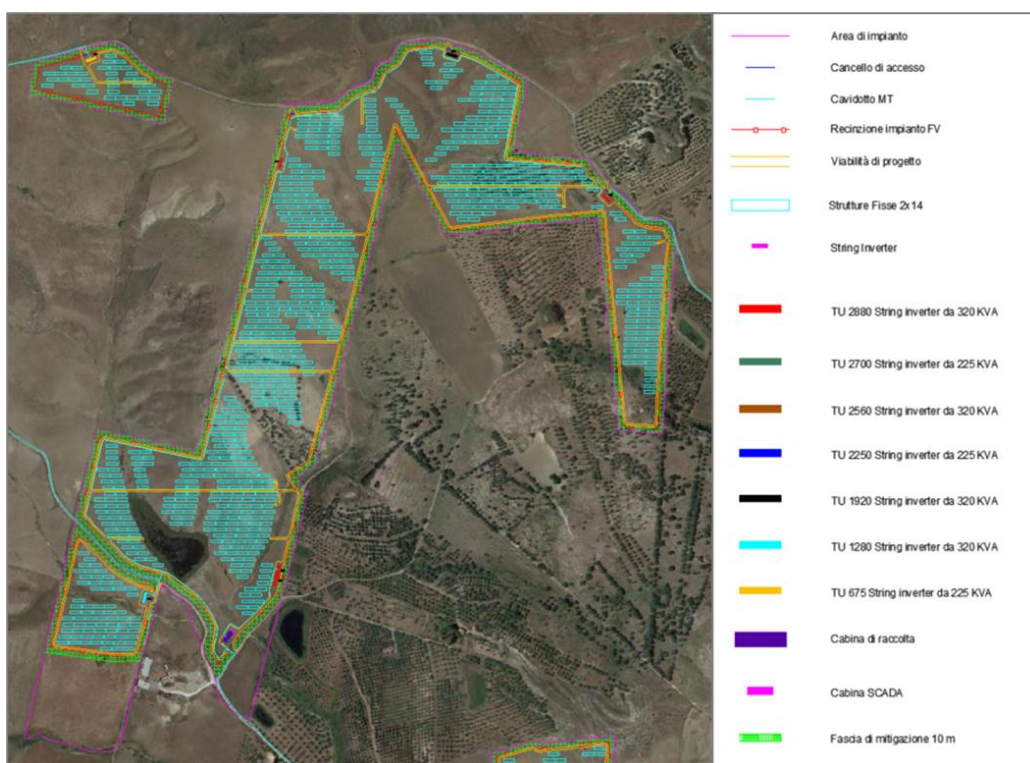 Area di impianto
Cancello di accesso
Cavidotto MT
Recinzione impianto FV
Viabilità di progetto
Strutture Fisse 2x14
String Inverter
TU 2880 String inverter da 320 KVA
TU 2700 String inverter da 225 KVA
TU 2560 String inverter da 320 KVA
TU 2250 String inverter da 225 KVA
TU 1920 String inverter da 320 KVA
TU 1280 String inverter da 320 KVA
TU 675 String inverter da 225 KVA
Cabina di raccolta
Cabina SCADA
Fascia di mitigazione 10 m